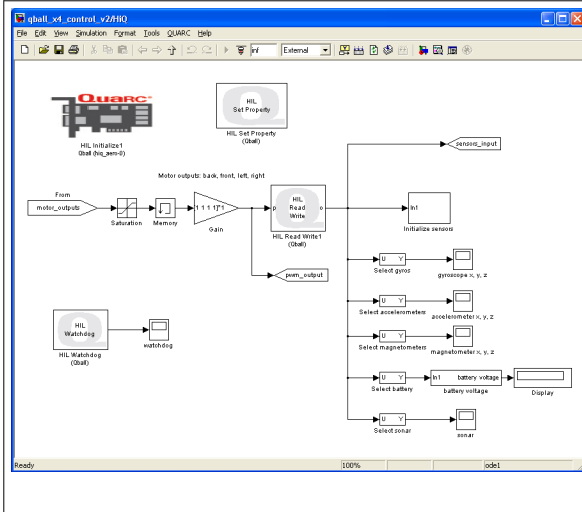 qball_x4_control_v2/HiQ
File Edit View Simulation Format Tools QUARC Help
inf External
QUARC
HIL Initialize1
Qball (hiq_aero-0)
HIL
Set Property
HIL Set Property
(Qball)
sensors_input
Motor outputs: back, front, left, right
From
motor_outputs
Saturation
Memory
1 1 1 1]*1
Gain
HIL
Read
Write
HIL Read Write1
(Qball)
In1
Initialize sensors
pwm_output
U Y
Select gyros
gyroscope x, y, z
U Y
Select accelerometers
accelerometer x, y, z
HIL
Watchdog
HIL Watchdog
(Qball)
watchdog
U Y
Select magnetometers
magnetometer x, y, z
U Y
Select battery
In1 battery voltage
battery voltage
Display
U Y
Select sonar
sonar
Ready 100% ode1